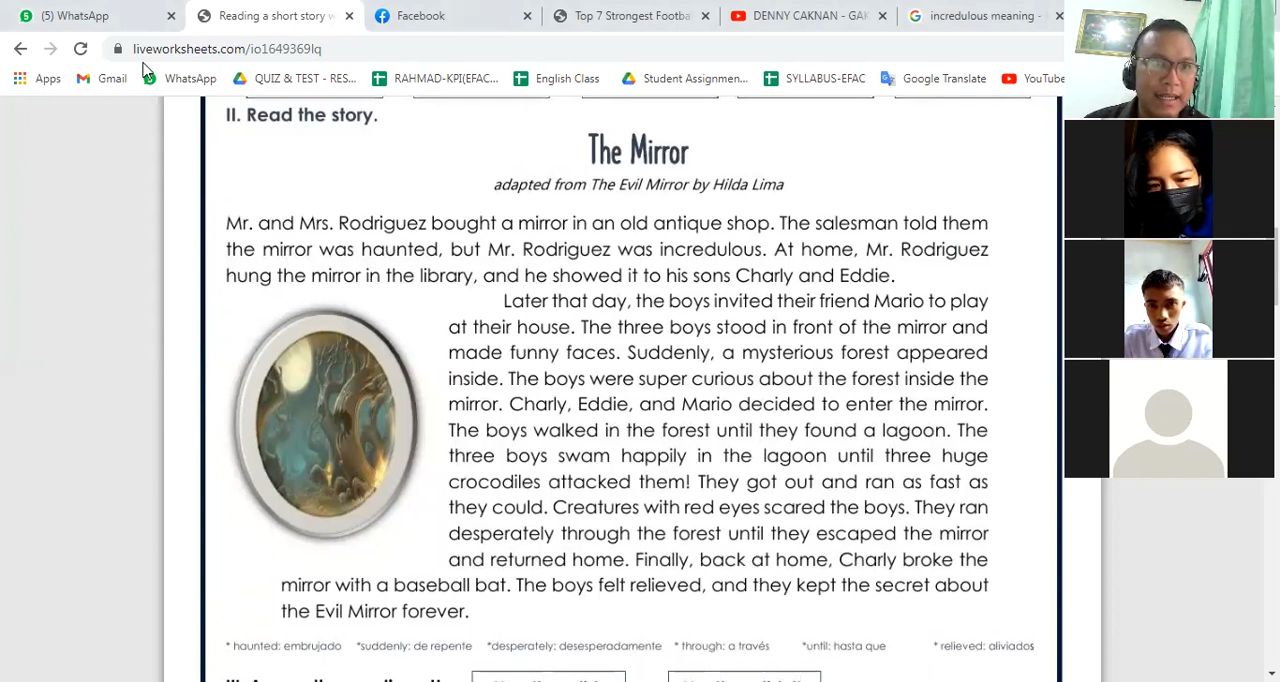 (5) WhatsApp
Reading a short story w
Facebook
Top 7 Strongest Footba
DENNY CAKNAN - GA
incredulous meaning -
liveworksheets.com/io1649369lq
Apps
Gmail
WhatsApp
QUIZ & TEST - RES...
RAHMAD-KPI(EFAC...
English Class
Student Assignmen...
SYLLABUS-EFAC
Google Translate
YouTube
II. Read the story.
The Mirror
adapted from The Evil Mirror by Hilda Lima
Mr. and Mrs. Rodriguez bought a mirror in an old antique shop. The salesman told them
the mirror was haunted, but Mr. Rodriguez was incredulous. At home, Mr. Rodriguez
hung the mirror in the library, and he showed it to his sons Charly and Eddie.
Later that day, the boys invited their friend Mario to play
at their house. The three boys stood in front of the mirror and
made funny faces. Suddenly, a mysterious forest appeared
inside. The boys were super curious about the forest inside the
mirror. Charly, Eddie, and Mario decided to enter the mirror.
The boys walked in the forest until they found a lagoon. The
three boys swam happily in the lagoon until three huge
crocodiles attacked them! They got out and ran as fast as
they could. Creatures with red eyes scared the boys. They ran
desperately through the forest until they escaped the mirror
and returned home. Finally, back at home, Charly broke the
mirror with a baseball bat. The boys felt relieved, and they kept the secret about
the Evil Mirror forever.
* haunted: embrujado *suddenly: de repente *desperately: desesperadamente * through: a través *until: hasta que * relieved: aliviados